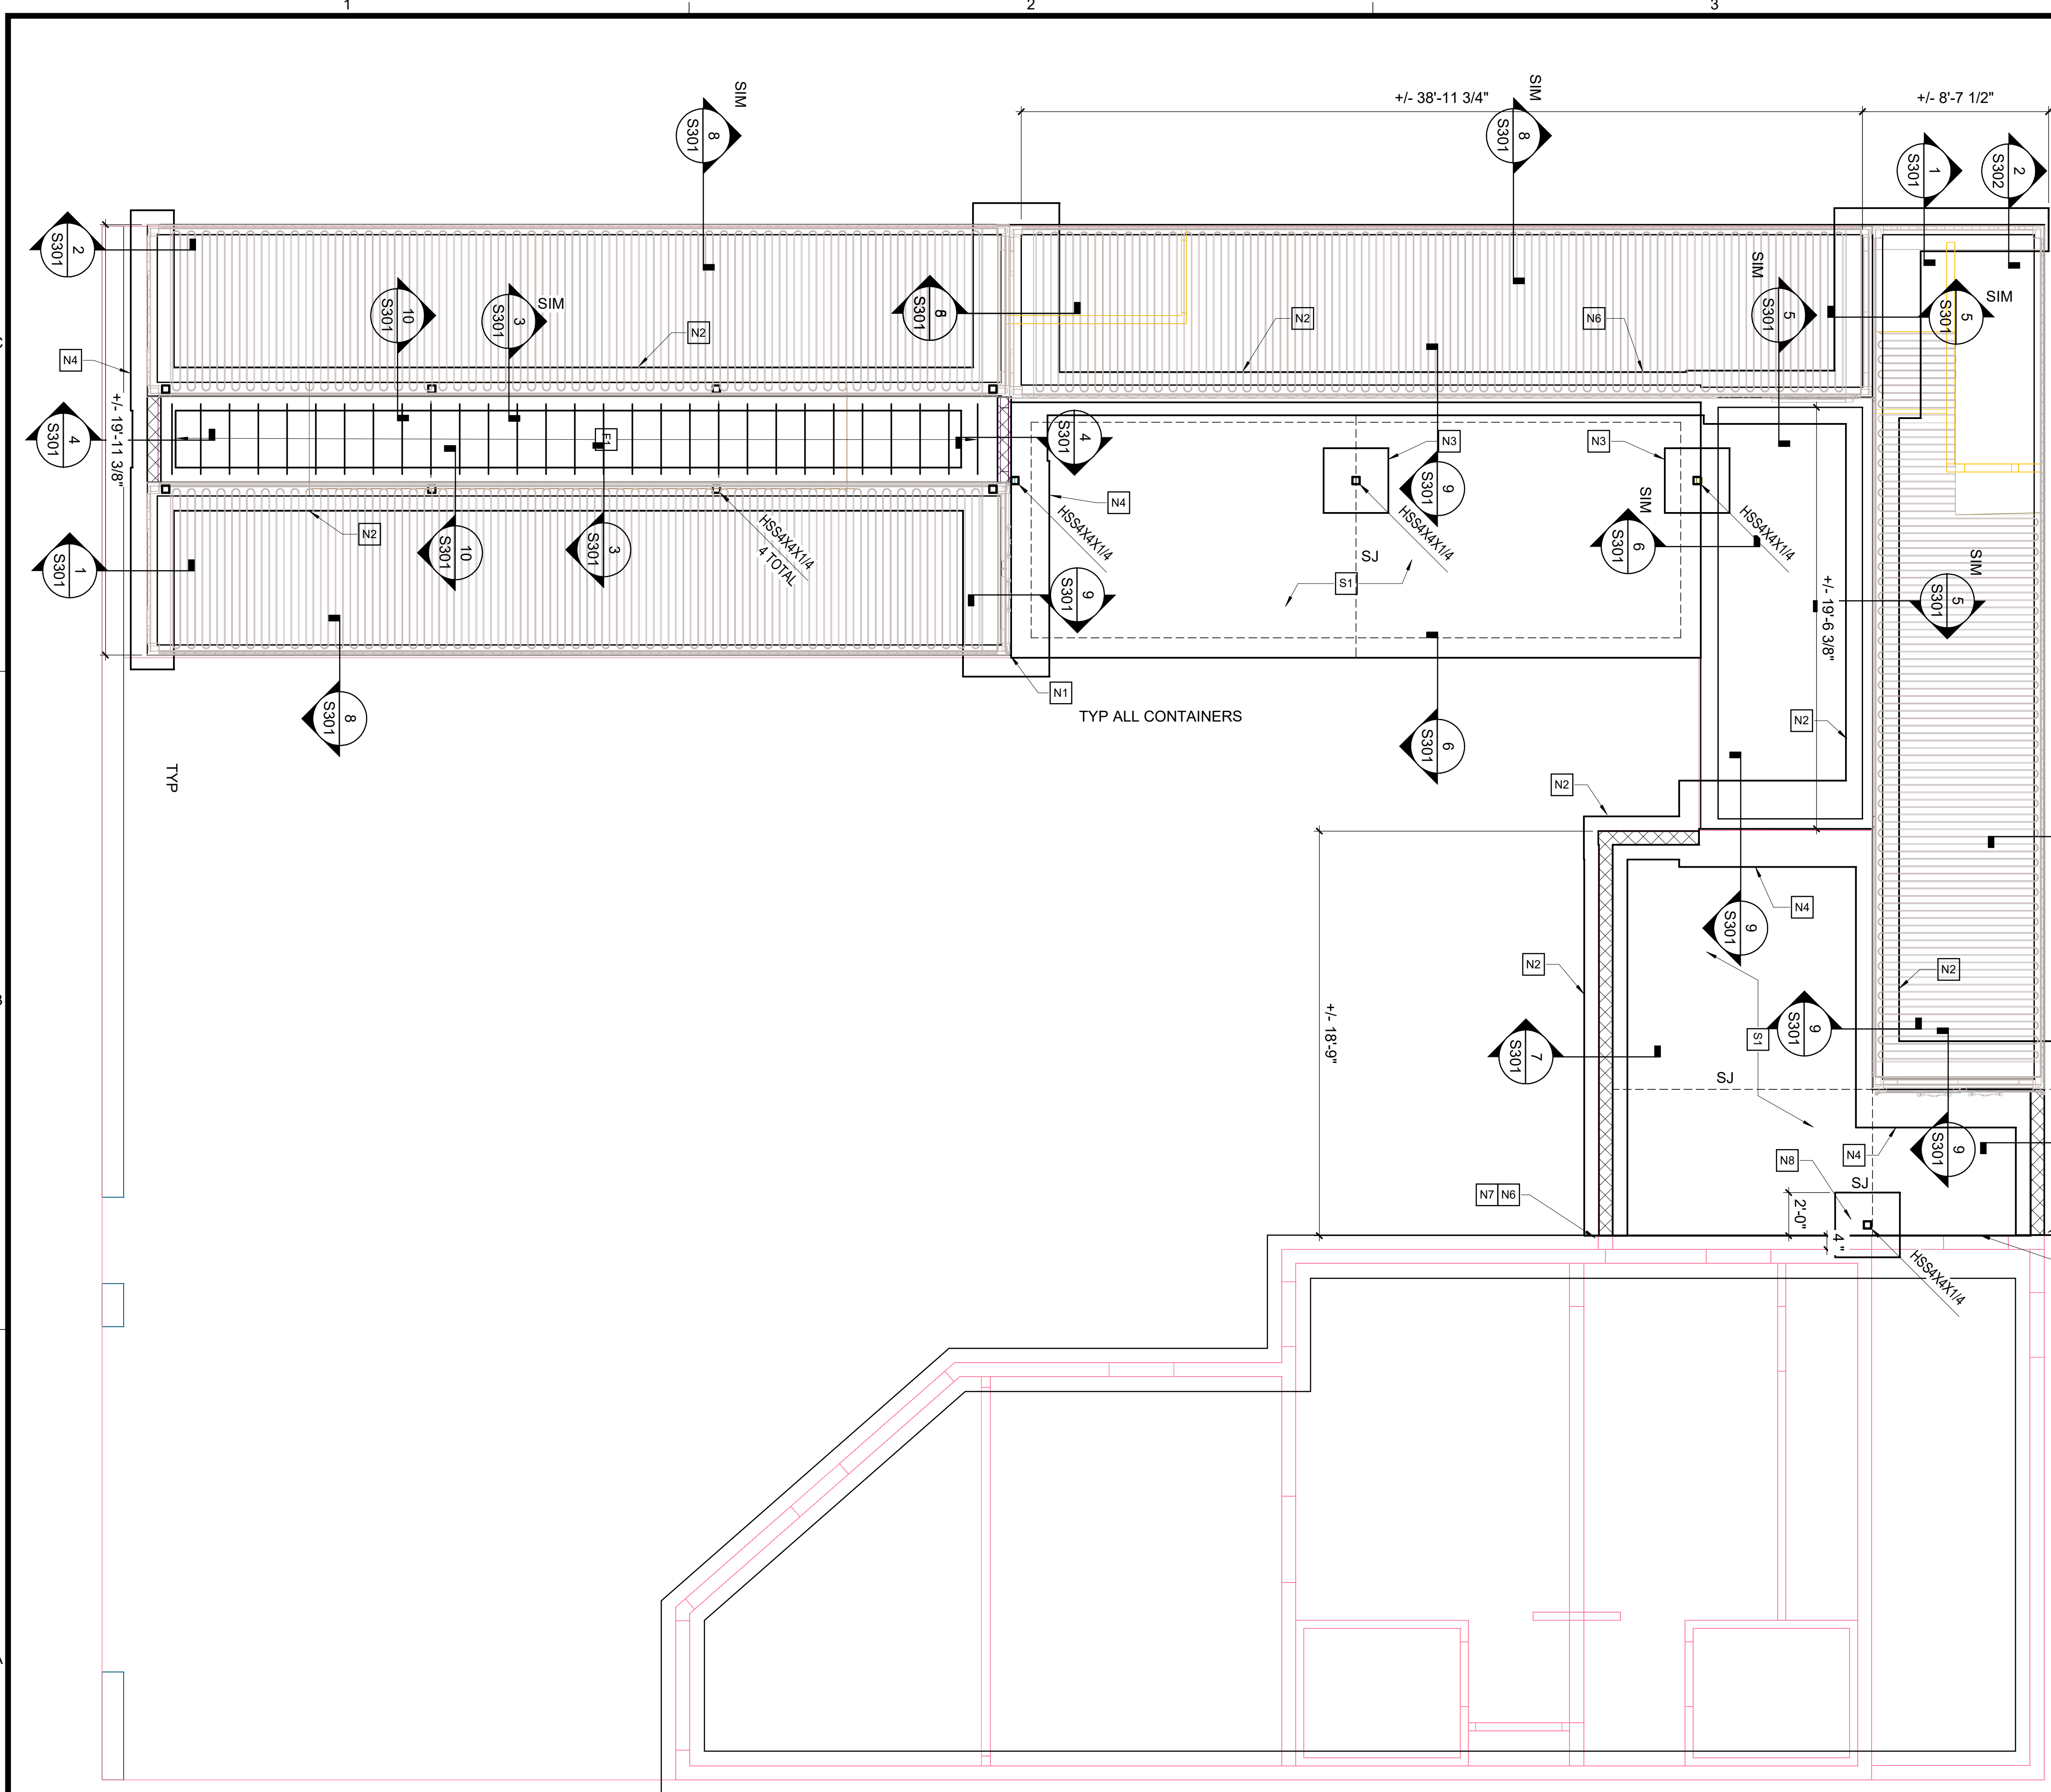 1
2
3
+/- 38'-11 3/4"
+/- 8'-7 1/2"
SIM
SIM
8
S301
8
S301
1
S301
2
S302
2
S301
10
S301
3
S301
SIM
N2
8
S301
N2
N6
SIM
5
S301
5
S301
SIM
N4
+/- 19'-11 3/8"
4
S301
E1
4
S301
N4
HSS4X4X1/4
N3
9
S301
HSS4X4X1/4
SJ
S1
N3
SIM
6
S301
HSS4X4X1/4
+/- 19'-6 3/8"
SIM
5
S301
1
S301
N2
10
S301
3
S301
HSS4X4X1/4
4 TOTAL
9
S301
8
S301
N1
TYP ALL CONTAINERS
6
S301
N2
N2
TYP
N4
9
S301
N2
N2
+/- 18'-9"
7
S301
S1
9
S301
SJ
9
S301
N4
N8
SJ
N7 N6
2'-0"
4"
HSS4X4X1/4